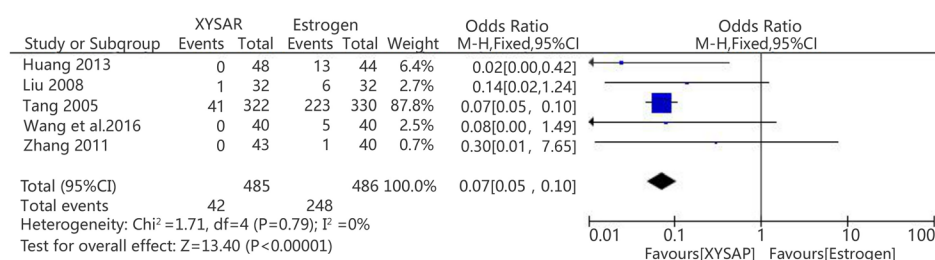 XYSAR Estrogen Odds Ratio Odds Ratio
Study or Subgroup Events Total Events Total Weight M-H,Fixed,95%CI M-H,Fixed,95%CI
Huang 2013 0 48 13 44 6.4% 0.02[0.00,0.42]
Liu 2008 1 32 6 32 2.7% 0.14[0.02,1.24]
Tang 2005 41 322 223 330 87.8% 0.07[0.05, 0.10]
Wang et al.2016 0 40 5 40 2.5% 0.08[0.00, 1.49]
Zhang 2011 0 43 1 40 0.7% 0.30[0.01, 7.65]
Total (95%CI) 485 486 100.0% 0.07[0.05 , 0.10]
Total events 42 248
Heterogeneity: Chi² =1.71, df=4 (P=0.79); I² =0%
Test for overall effect: Z=13.40 (P<0.00001)
0.01 0.1 1 10 100
Favours[XYSAP] Favours[Estrogen]